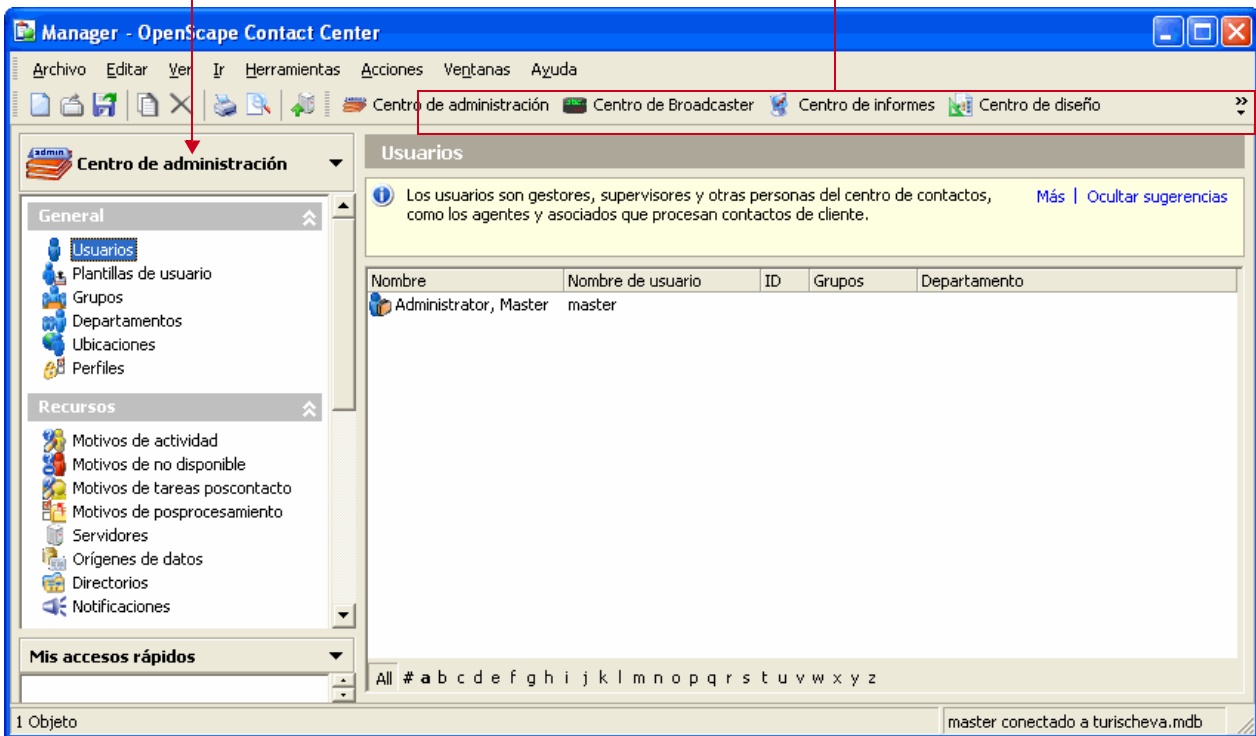 Manager - OpenScape Contact Center
Archivo Editar Ver Ir Herramientas Acciones Ventanas Ayuda
Centro de administración Centro de Broadcaster Centro de informes Centro de diseño
admin
Centro de administración
General
Usuarios
Plantillas de usuario
Grupos
Departamentos
Ubicaciones
Perfiles
Recursos
Motivos de actividad
Motivos de no disponible
Motivos de tareas poscontacto
Motivos de posprocesamiento
Servidores
Orígenes de datos
Directorios
Notificaciones
Mis accesos rápidos
Usuarios
Los usuarios son gestores, supervisores y otras personas del centro de contactos,
como los agentes y asociados que procesan contactos de cliente.
Más | Ocultar sugerencias
Nombre Nombre de usuario ID Grupos Departamento
Administrator, Master master
All # a b c d e f g h i j k l m n o p q r s t u v w x y z
1 Objeto
master conectado a turischeva.mdb